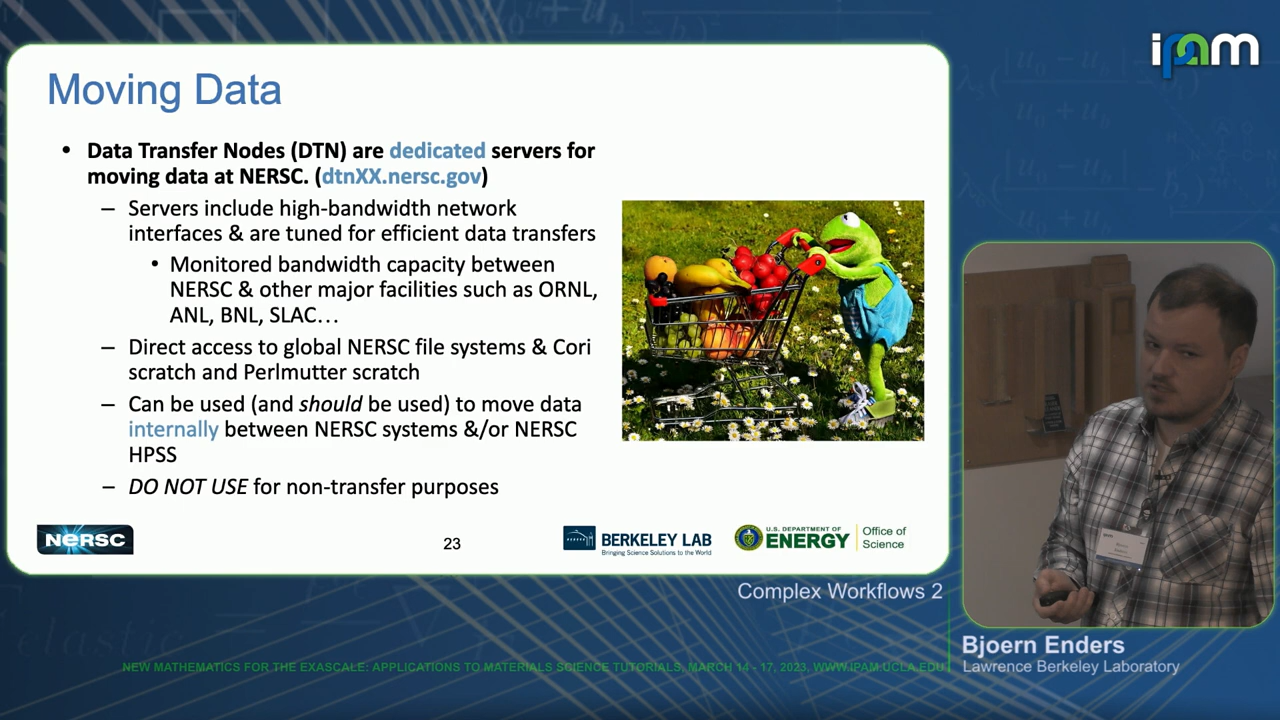 ipam
Moving Data
• Data Transfer Nodes (DTN) are dedicated servers for
moving data at NERSC. (dtnXX.nersc.gov)
– Servers include high-bandwidth network
interfaces & are tuned for efficient data transfers
• Monitored bandwidth capacity between
NERSC & other major facilities such as ORNL,
ANL, BNL, SLAC…
– Direct access to global NERSC file systems & Cori
scratch and Perlmutter scratch
– Can be used (and should be used) to move data
internally between NERSC systems &/or NERSC
HPSS
– DO NOT USE for non-transfer purposes
NERSC
23
BERKELEY LAB
Bringing Science Solutions to the World
U.S. DEPARTMENT OF
ENERGY
Office of
Science
Complex Workflows 2
Bjoern Enders
Lawrence Berkeley Laboratory
NEW MATHEMATICS FOR THE EXASCALE: APPLICATIONS TO MATERIALS SCIENCE TUTORIALS, MARCH 14 - 17, 2023, WWW.IPAM.UCLA.EDU
elastic